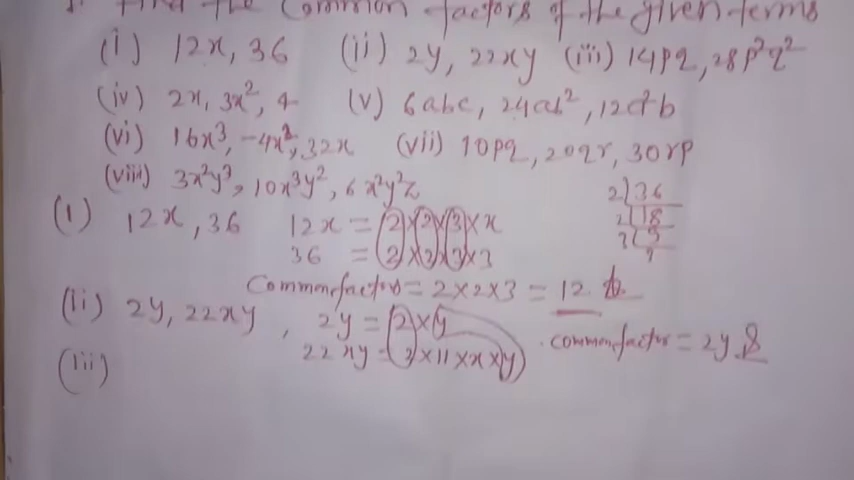 Find the Common factors of the given terms
(i) 12x, 36 (ii) 2y, 22xy (iii) 14pq, 28p²q²
(iv) 2x, 3x², 4 (v) 6abc, 24ab², 12a²b
(vi) 16x³, -4x², 32x (vii) 10pq, 20qr, 30rp
(viii) 3x²y³, 10x³y², 6x²y²z
2 36
2 18
3 9
(i) 12x, 36 12x = 2×2×3×x
36 = 2×2×3×3
Common factors = 2×2×3 = 12
(ii) 2y, 22xy, 2y = 2×y
22xy = 2×11×x×y
common factor = 2y
(iii)